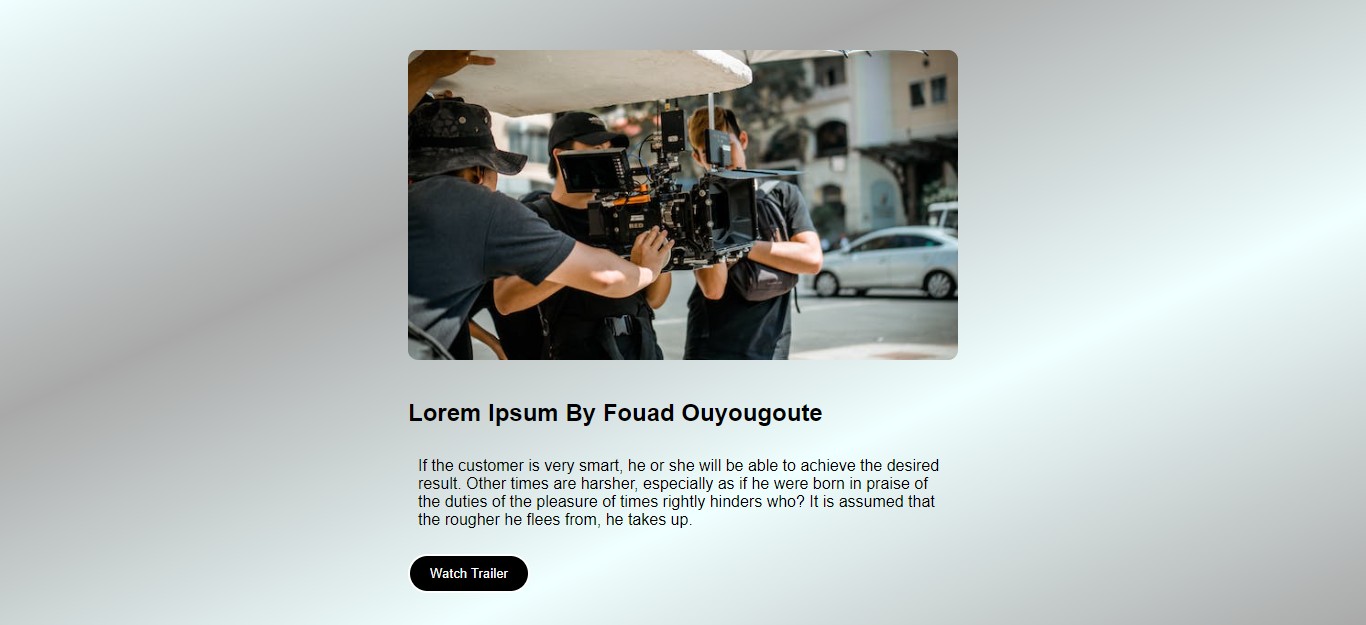 Lorem Ipsum By Fouad Ouyougoute
If the customer is very smart, he or she will be able to achieve the desired
result. Other times are harsher, especially as if he were born in praise of
the duties of the pleasure of times rightly hinders who? It is assumed that
the rougher he flees from, he takes up.
Watch Trailer